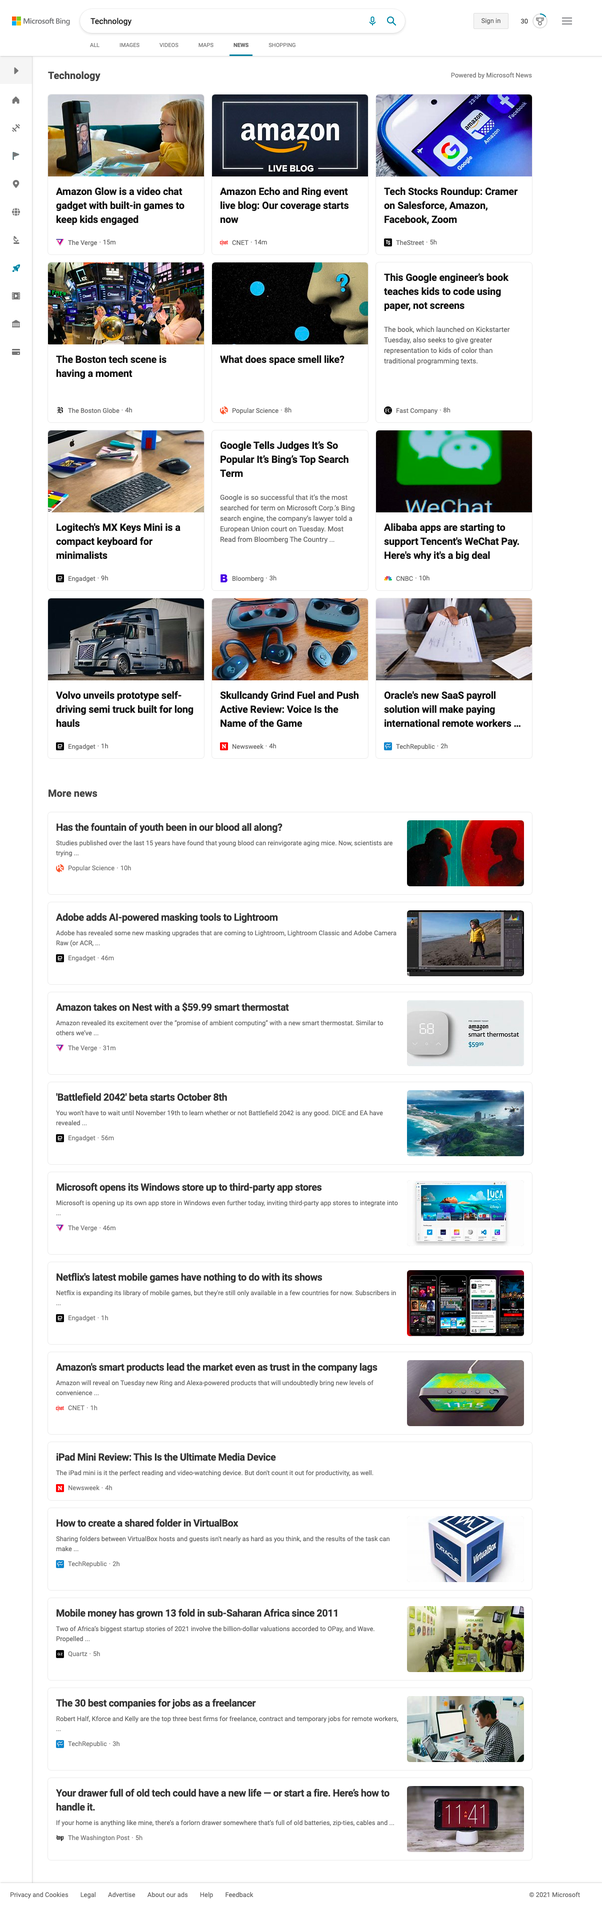 Microsoft Bing
Technology
Sign in
30
ALL IMAGES VIDEOS MAPS NEWS SHOPPING
Technology
Powered by Microsoft News
Amazon Glow is a video chat
gadget with built-in games to
keep kids engaged
The Verge · 15m
amazon
LIVE BLOG
Amazon Echo and Ring event
live blog: Our coverage starts
now
CNET · 14m
Google
amazon
Facebook
Tech Stocks Roundup: Cramer
on Salesforce, Amazon,
Facebook, Zoom
TheStreet · 5h
The Boston tech scene is
having a moment
The Boston Globe · 4h
?
What does space smell like?
Popular Science · 8h
This Google engineer's book
teaches kids to code using
paper, not screens
The book, which launched on Kickstarter
Tuesday, also seeks to give greater
representation to kids of color than
traditional programming texts.
Fast Company · 8h
Logitech's MX Keys Mini is a
compact keyboard for
minimalists
Engadget · 9h
Google Tells Judges It's So
Popular It's Bing's Top Search
Term
Google is so successful that it's the most
searched for term on Microsoft Corp.'s Bing
search engine, the company's lawyer told a
European Union court on Tuesday. Most
Read from Bloomberg The Country ...
Bloomberg · 3h
WeChat
Alibaba apps are starting to
support Tencent's WeChat Pay.
Here's why it's a big deal
CNBC · 10h
Volvo unveils prototype self-
driving semi truck built for long
hauls
Engadget · 1h
Skullcandy Grind Fuel and Push
Active Review: Voice Is the
Name of the Game
Newsweek · 4h
Oracle's new SaaS payroll
solution will make paying
international remote workers ...
TechRepublic · 2h
More news
Has the fountain of youth been in our blood all along?
Studies published over the last 15 years have found that young blood can reinvigorate aging mice. Now, scientists are
trying ...
Popular Science · 10h
Adobe adds AI-powered masking tools to Lightroom
Adobe has revealed some new masking upgrades that are coming to Lightroom, Lightroom Classic and Adobe Camera
Raw (or ACR, ...
Engadget · 46m
Amazon takes on Nest with a $59.99 smart thermostat
Amazon revealed its excitement over the "promise of ambient computing" with a new smart thermostat. Similar to
others we've ...
The Verge · 31m
68
amazon
smart thermostat
$59⁹⁹
'Battlefield 2042' beta starts October 8th
You won't have to wait until November 19th to learn whether or not Battlefield 2042 is any good. DICE and EA have
revealed ...
Engadget · 56m
Microsoft opens its Windows store up to third-party app stores
Microsoft is opening up its own app store in Windows even further today, inviting third-party app stores to integrate into
...
The Verge · 46m
LUCA
Netflix's latest mobile games have nothing to do with its shows
Netflix is expanding its library of mobile games, but they're still only available in a few countries for now. Subscribers in
...
Engadget · 1h
Amazon's smart products lead the market even as trust in the company lags
Amazon will reveal on Tuesday new Ring and Alexa-powered products that will undoubtedly bring new levels of
convenience ...
CNET · 1h
11:15
iPad Mini Review: This Is the Ultimate Media Device
The iPad mini is it the perfect reading and video-watching device. But don't count it out for productivity, as well.
Newsweek · 4h
How to create a shared folder in VirtualBox
Sharing folders between VirtualBox hosts and guests isn't nearly as hard as you think, and the results of the task can
make ...
TechRepublic · 2h
ORACLE
VirtualBox
Mobile money has grown 13 fold in sub-Saharan Africa since 2011
Two of Africa's biggest startup stories of 2021 involve the billion-dollar valuations accorded to OPay, and Wave.
Propelled ...
Quartz · 5h
The 30 best companies for jobs as a freelancer
Robert Half, Kforce and Kelly are the top three best firms for freelance, contract and temporary jobs for remote workers,
...
TechRepublic · 3h
Your drawer full of old tech could have a new life — or start a fire. Here's how to
handle it.
If your home is anything like mine, there's a forlorn drawer somewhere that's full of old batteries, zip-ties, cables and ...
The Washington Post · 5h
11:41
Privacy and Cookies Legal Advertise About our ads Help Feedback
© 2021 Microsoft